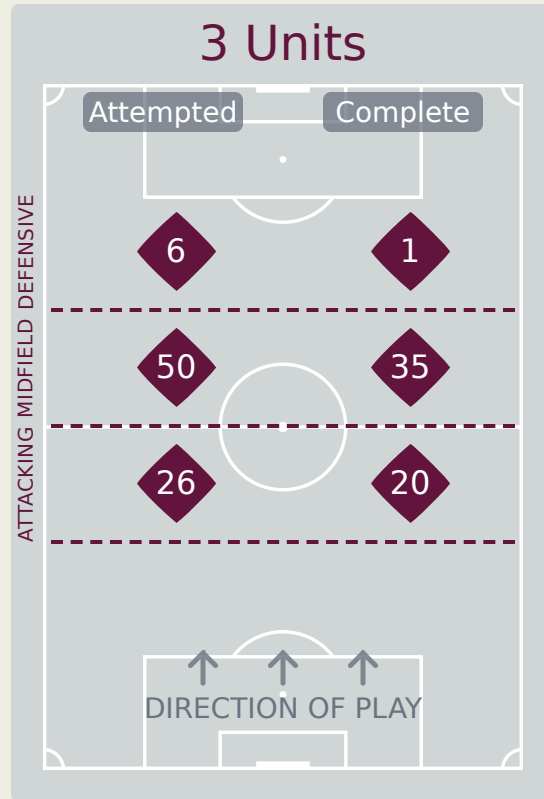 3 Units
Attempted Complete
ATTACKING MIDFIELD DEFENSIVE
6 1
50 35
26 20
DIRECTION OF PLAY